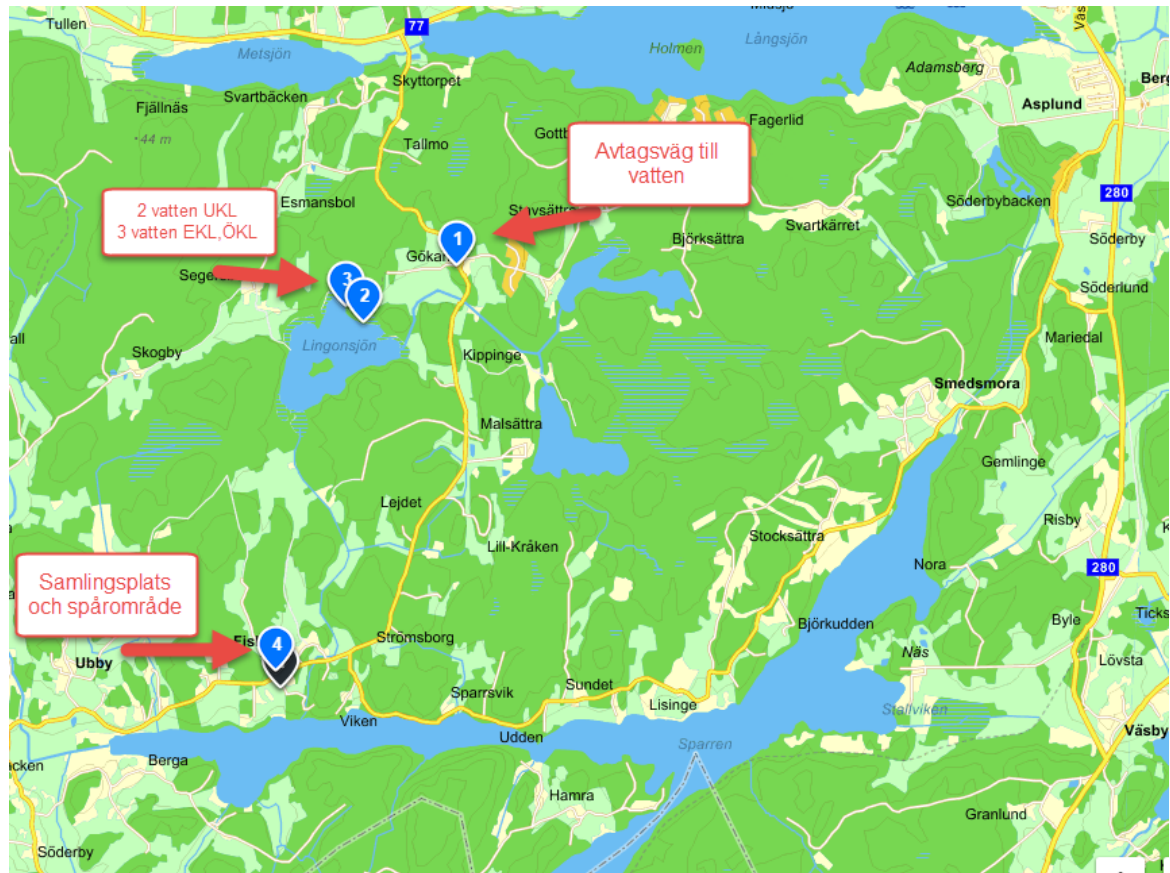 Tullen
77
Metsjön
Holmen
Långsjön
Skyttorpet
Adamsberg
Svartbäcken
Fjällnäs
Asplund
44 m
Tallmo
Fagerlid
Avtagsväg till
vatten
280
Esmansbol
2 vatten UKL
3 vatten EKL,ÖKL
Söderbybacken
Stavsättra
Svartkärret
Björksättra
Söderby
1
3
2
Söderlund
Lingonsjön
Mariedal
Skogby
Kippinge
Smedsmora
Malsättra
Gemlinge
Lejdet
Risby
Stocksättra
Lill-Kråken
Nora
280
Samlingsplats
och spårområde
Björkudden
Byle
Strömsborg
4
Näs
Ubby
Lövsta
Sundet
Sparrsvik
Lisinge
Viken
Stallviken
Udden
Väsby
Sparren
Berga
Hamra
Granlund
Söderby